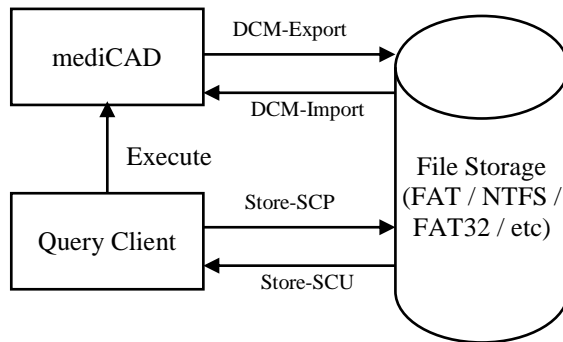 DCM-Export
mediCAD
DCM-Import
Execute
File Storage
(FAT / NTFS /
FAT32 / etc)
Store-SCP
Query Client
Store-SCU